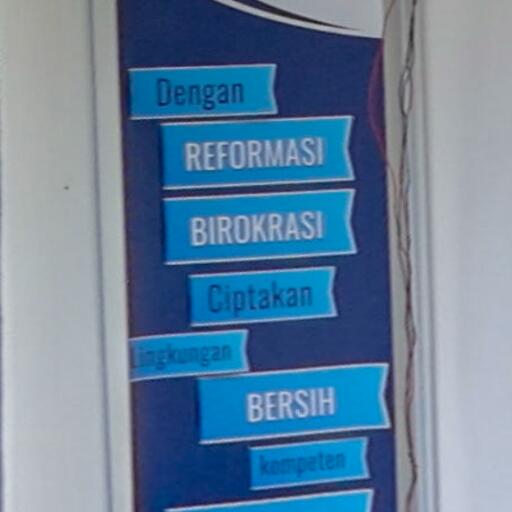 Dengan
REFORMASI
BIROKRASI
Ciptakan
Lingkungan
BERSIH
kompeten